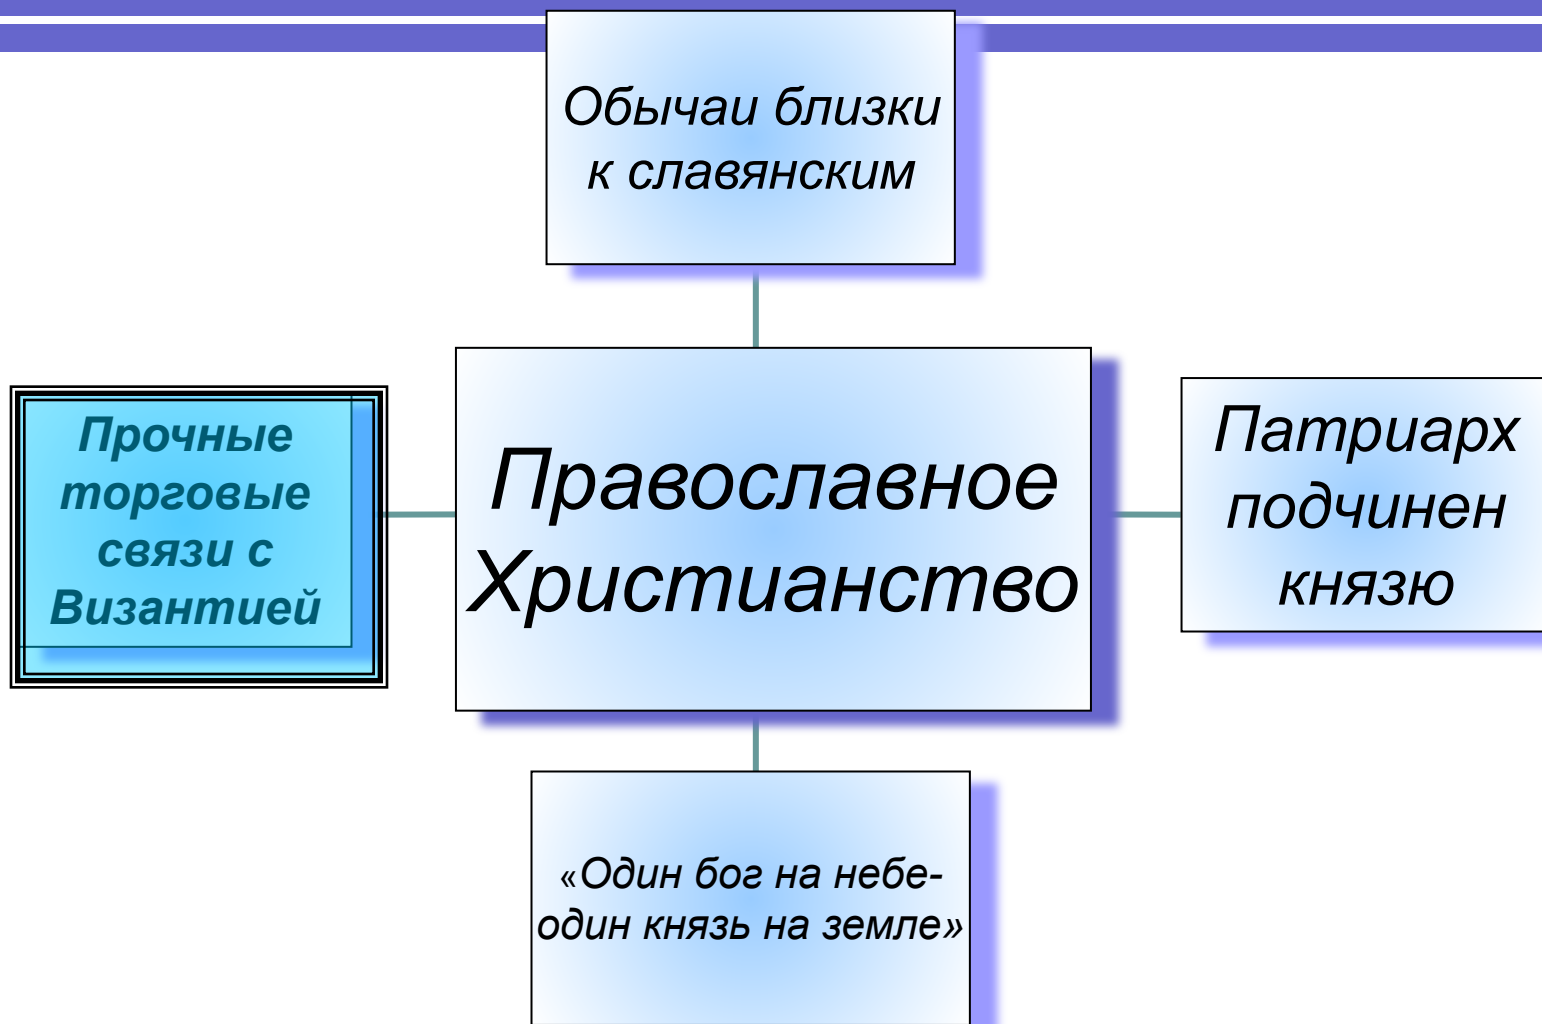 Обычаи близки
к славянским
Прочные
торговые
связи с
Византией
Православное
Христианство
Патриарх
подчинен
князю
«Один бог на небе-
один князь на земле»